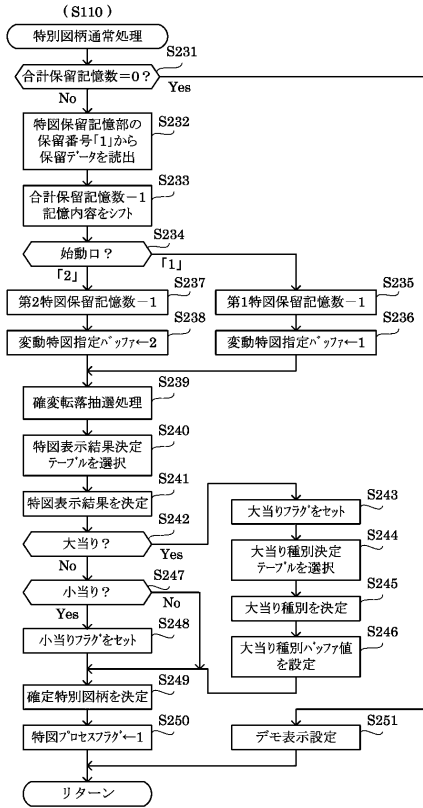 (S110)
特別図柄通常処理
S231
合計保留記憶数=0?
Yes
No
S232
特図保留記憶部の
保留番号「1」から
保留データを読出
S233
合計保留記憶数-1
記憶内容をシフト
S234
始動口?
「2」
「1」
S237
第2特図保留記憶数-1
S235
第1特図保留記憶数-1
S238
変動特図指定バッファ←2
S236
変動特図指定バッファ←1
S239
確変転落抽選処理
S240
特図表示結果決定
テーブルを選択
S241
特図表示結果を決定
S242
大当り?
Yes
No
S243
大当りフラグをセット
S244
大当り種別決定
テーブルを選択
S245
大当り種別を決定
S246
大当り種別バッファ値
を設定
S247
小当り?
Yes
No
S248
小当りフラグをセット
S249
確定特別図柄を決定
S250
特図プロセスフラグ←1
S251
デモ表示設定
リターン